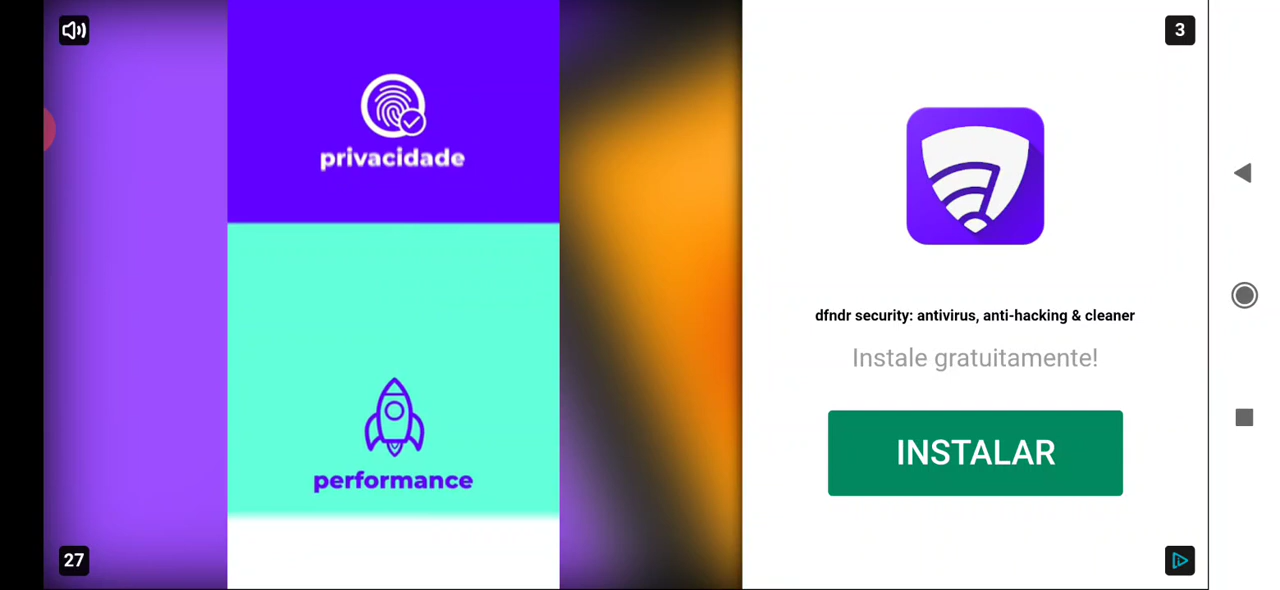 privacidade
performance
27
3
dfndr security: antivirus, anti-hacking & cleaner
Instale gratuitamente!
INSTALAR